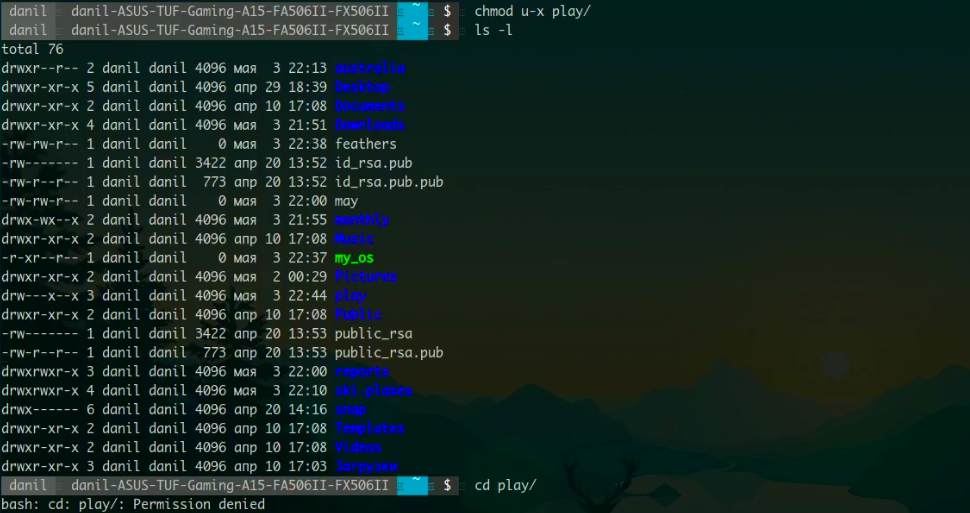 danil danil-ASUS-TUF-Gaming-A15-FA506II-FX506II ~ $ chmod u-x play/
danil danil-ASUS-TUF-Gaming-A15-FA506II-FX506II ~ $ ls -l
total 76
drwxr--r-- 2 danil danil 4096 мая  3 22:13 australia
drwxr-xr-x 5 danil danil 4096 апр 29 18:39 Desktop
drwxr-xr-x 2 danil danil 4096 апр 10 17:08 Documents
drwxr-xr-x 4 danil danil 4096 мая  3 21:51 Downloads
-rw-rw-r-- 1 danil danil    0 мая  3 22:38 feathers
-rw------- 1 danil danil 3422 апр 20 13:52 id_rsa.pub
-rw-r--r-- 1 danil danil  773 апр 20 13:52 id_rsa.pub.pub
-rw-rw-r-- 1 danil danil    0 мая  3 22:00 may
drwx-wx--x 2 danil danil 4096 мая  3 21:55 monthly
drwxr-xr-x 2 danil danil 4096 апр 10 17:08 Music
-r-xr--r-- 1 danil danil    0 мая  3 22:37 my_os
drwxr-xr-x 2 danil danil 4096 мая  2 00:29 Pictures
drw---x--x 3 danil danil 4096 мая  3 22:44 play
drwxr-xr-x 2 danil danil 4096 апр 10 17:08 Public
-rw------- 1 danil danil 3422 апр 20 13:53 public_rsa
-rw-r--r-- 1 danil danil  773 апр 20 13:53 public_rsa.pub
drwxrwxr-x 3 danil danil 4096 мая  3 22:00 reports
drwxrwxr-x 4 danil danil 4096 мая  3 22:10 ski.plases
drwx------ 6 danil danil 4096 апр 20 14:16 snap
drwxr-xr-x 2 danil danil 4096 апр 10 17:08 Templates
drwxr-xr-x 2 danil danil 4096 апр 10 17:08 Videos
drwxr-xr-x 3 danil danil 4096 апр 10 17:03 Загрузки
danil danil-ASUS-TUF-Gaming-A15-FA506II-FX506II ~ $ cd play/
bash: cd: play/: Permission denied